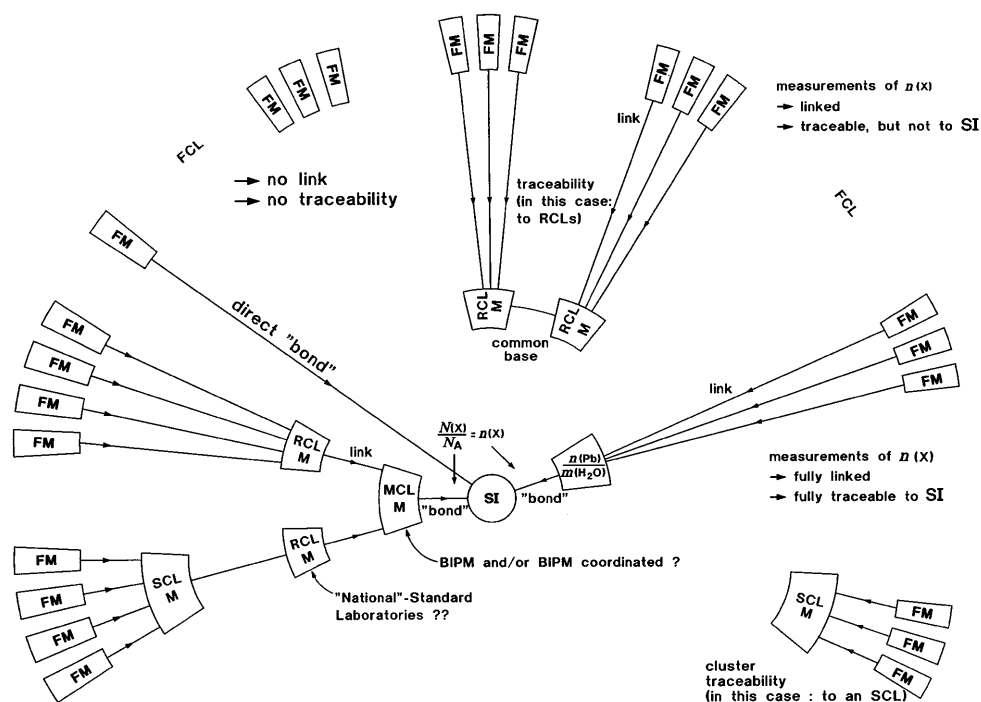 FM
FM
FM
FM
FM
FM
FM
FM
FM
measurements of n(X)
→ linked
→ traceable, but not to SI
link
FCL
→ no link
→ no traceability
traceability
(in this case:
to RCLs)
FCL
FM
direct "bond"
RCL
M
RCL
M
common
base
FM
FM
FM
FM
FM
FM
FM
link
N(X)
NA
= n(X)
RCL
M
link
n(Pb)
m(H2O)
MCL
M
"bond"
SI
"bond"
measurements of n (X)
→ fully linked
→ fully traceable to SI
RCL
M
BIPM and/or BIPM coordinated ?
FM
FM
FM
FM
SCL
M
"National"-Standard
Laboratories ??
SCL
M
FM
FM
FM
cluster
traceability
(in this case : to an SCL)